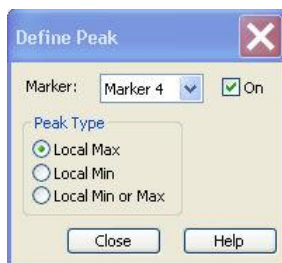 Define Peak
Marker: Marker 4 On
Peak Type
Local Max
Local Min
Local Min or Max
Close Help